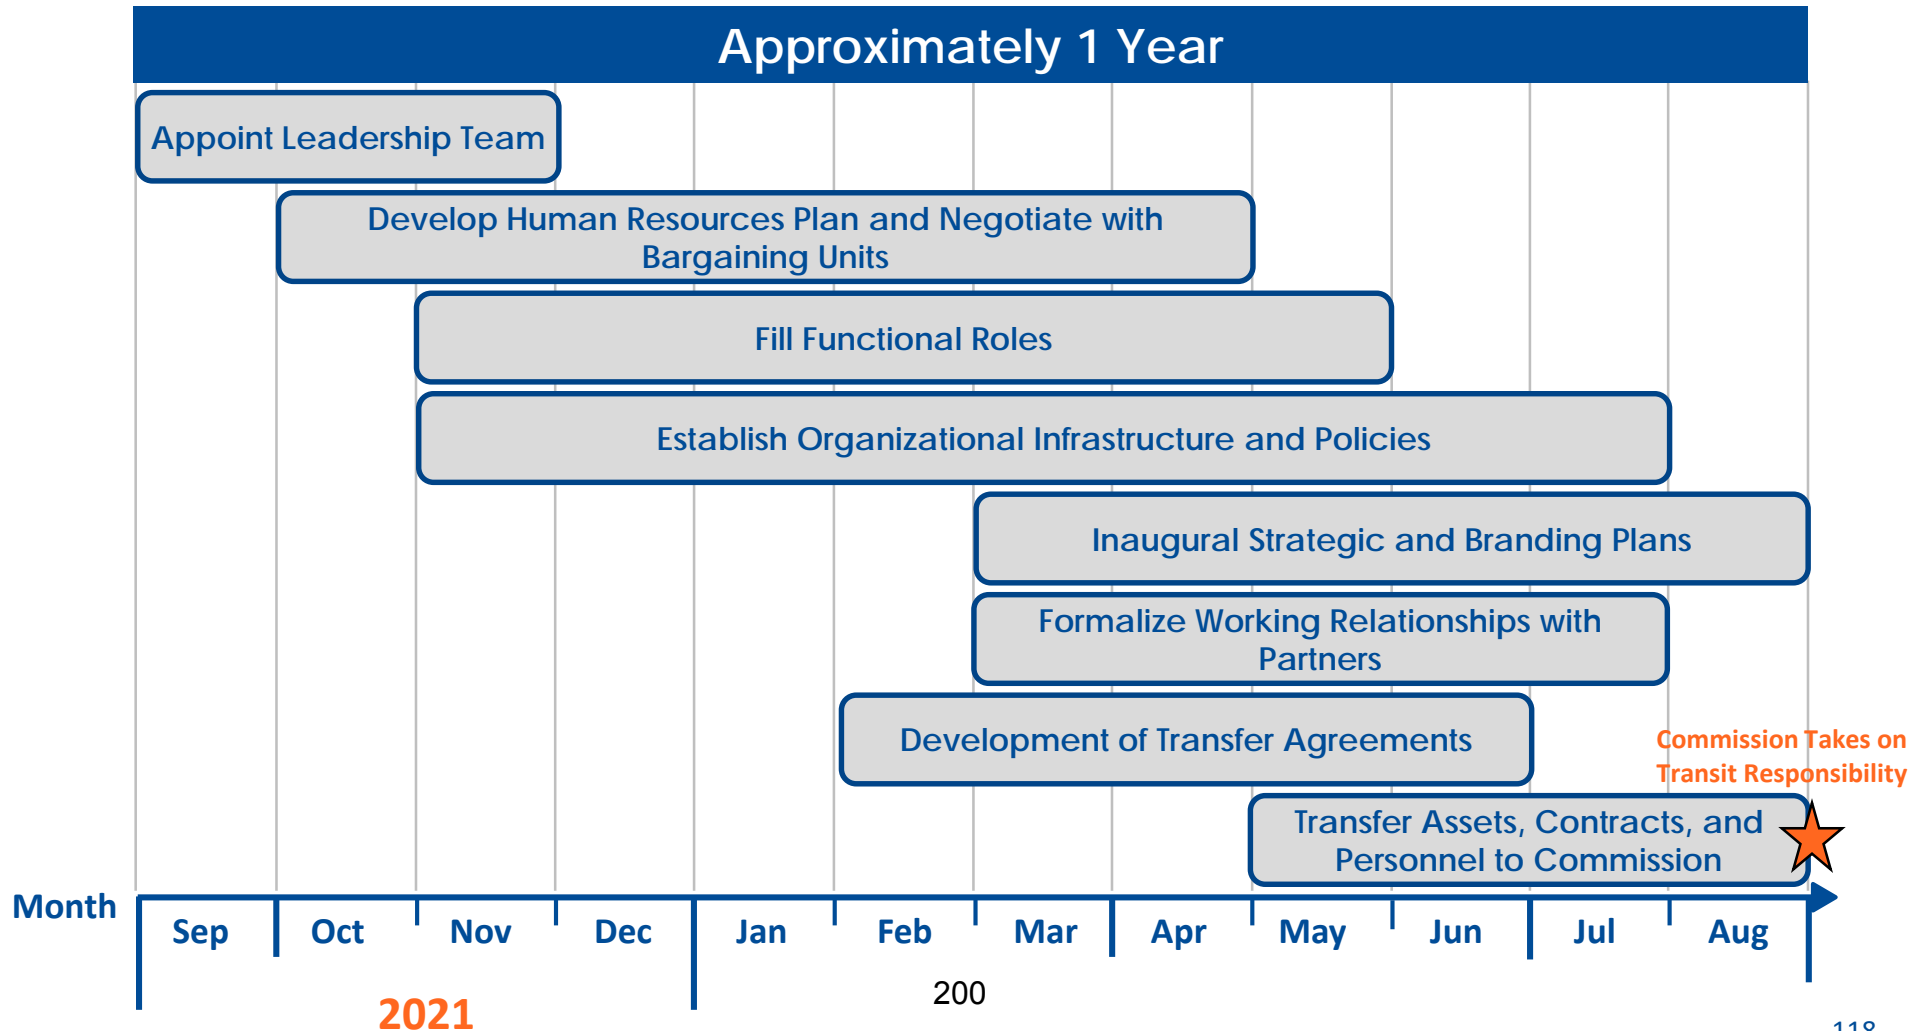 Approximately 1 Year
Appoint Leadership Team
Develop Human Resources Plan and Negotiate with
Bargaining Units
Fill Functional Roles
Establish Organizational Infrastructure and Policies
Inaugural Strategic and Branding Plans
Formalize Working Relationships with
Partners
Development of Transfer Agreements
Commission Takes on
Transit Responsibility
Transfer Assets, Contracts, and
Personnel to Commission
Month
Sep Oct Nov Dec Jan Feb Mar Apr May Jun Jul Aug
200
2021
118